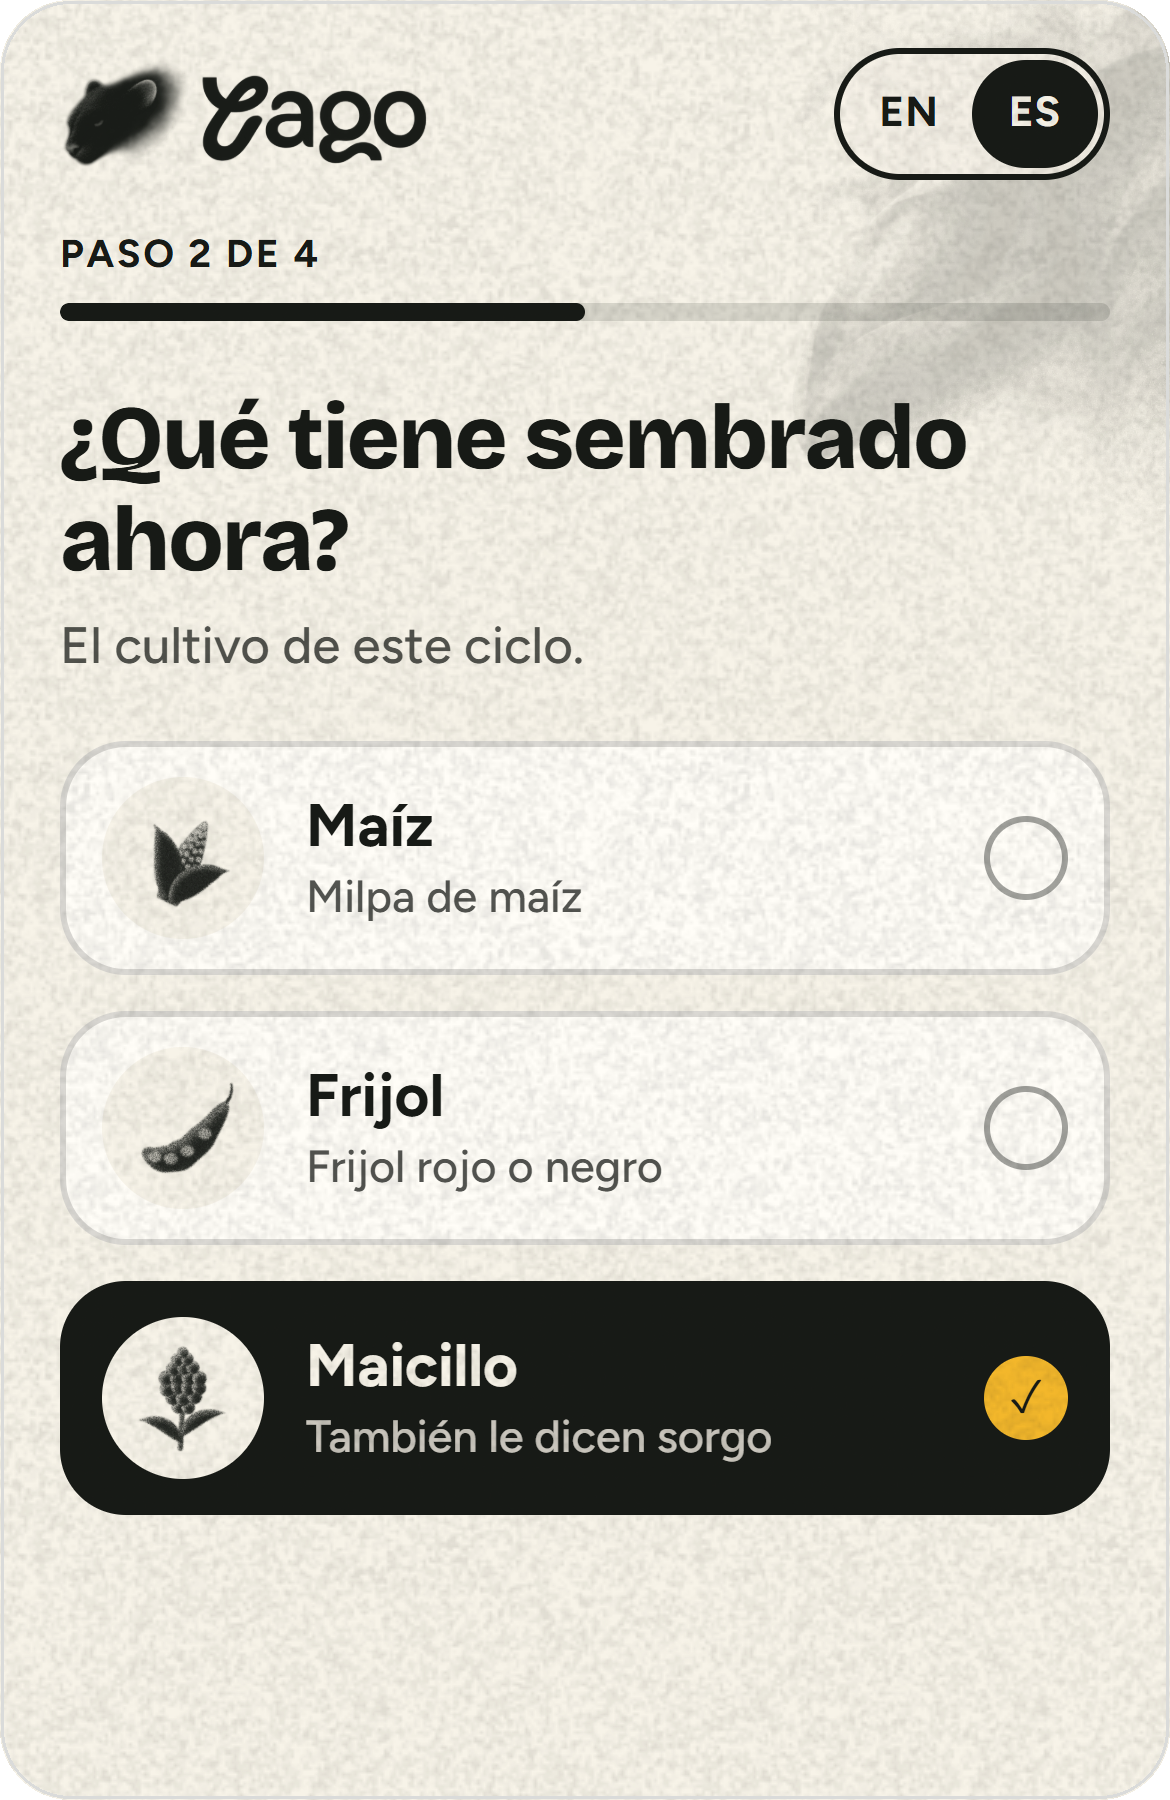 Yago
EN ES
PASO 2 DE 4
¿Qué tiene sembrado
ahora?
El cultivo de este ciclo.
Maíz
Milpa de maíz
Frijol
Frijol rojo o negro
Maicillo
También le dicen sorgo